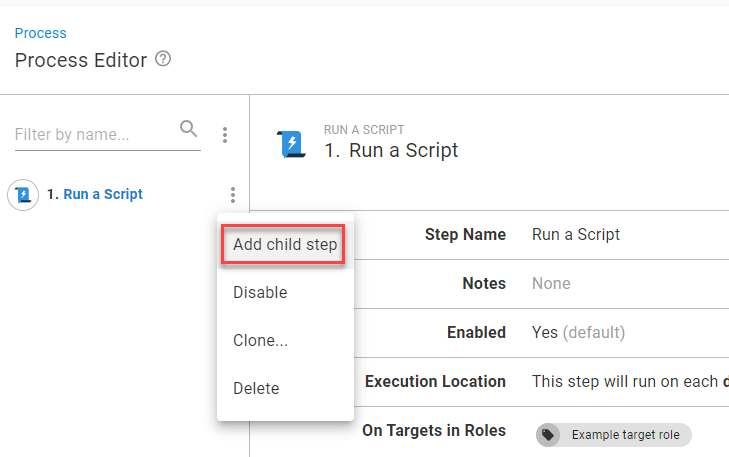 Process
Process Editor
Filter by name...
1. Run a Script
Add child step
Disable
Clone...
Delete
RUN A SCRIPT
1. Run a Script
Step Name Run a Script
Notes None
Enabled Yes (default)
Execution Location This step will run on each
On Targets in Roles Example target role